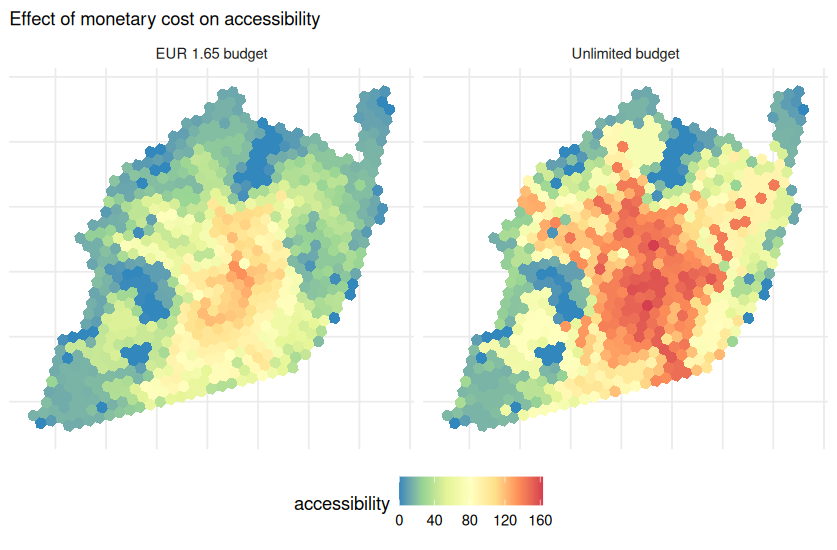 Effect of monetary cost on accessibility
EUR 1.65 budget
Unlimited budget
accessibility
0 40 80 120 160